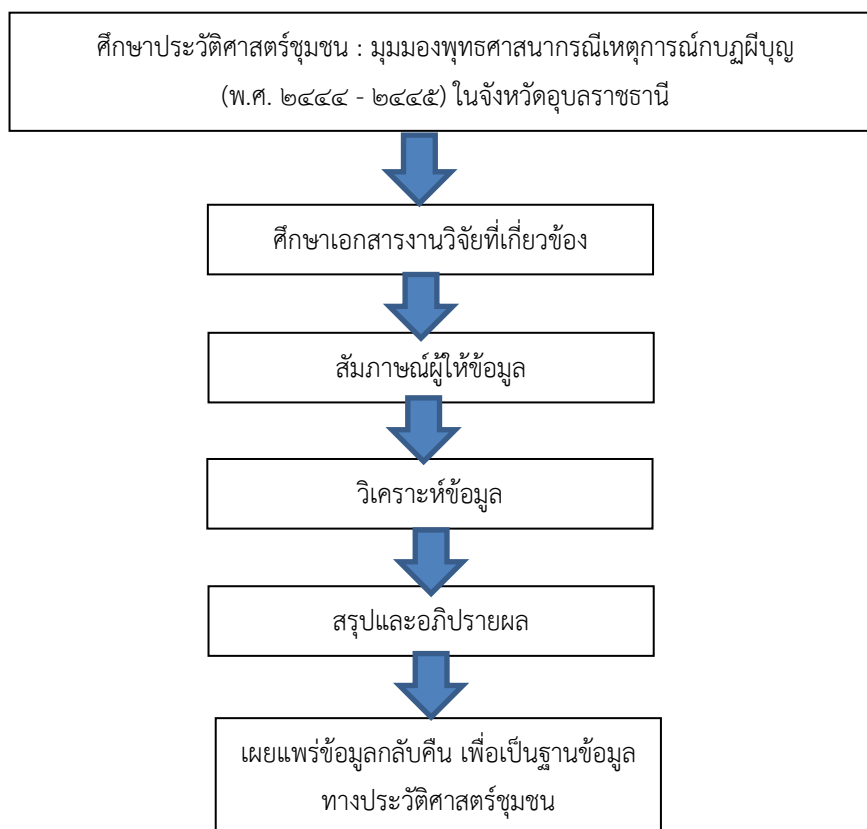 ศึกษาประวัติศาสตร์ชุมชน : มุมมองพุทธศาสนากรณีเหตุการณ์กบฏผีบุญ
(พ.ศ. ๒๔๔๔ - ๒๔๔๕) ในจังหวัดอุบลราชธานี
ศึกษาเอกสารงานวิจัยที่เกี่ยวข้อง
สัมภาษณ์ผู้ให้ข้อมูล
วิเคราะห์ข้อมูล
สรุปและอภิปรายผล
เผยแพร่ข้อมูลกลับคืน เพื่อเป็นฐานข้อมูล
ทางประวัติศาสตร์ชุมชน